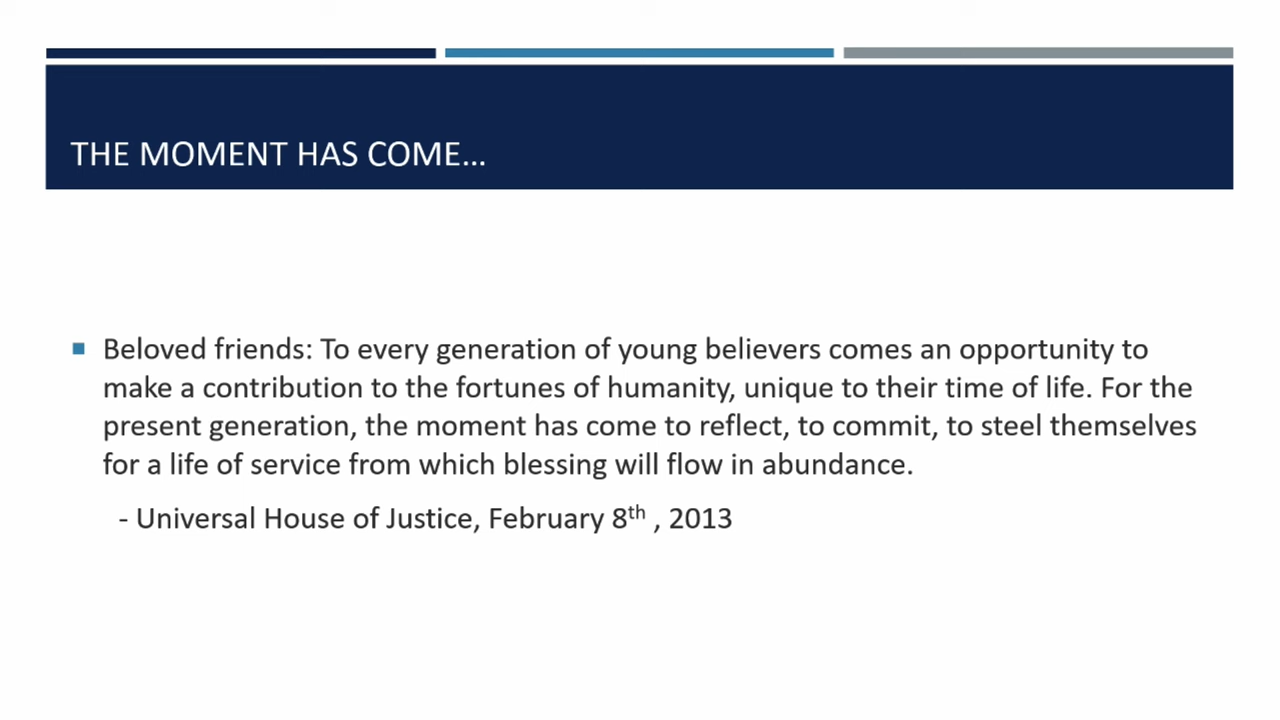 THE MOMENT HAS COME...
Beloved friends: To every generation of young believers comes an opportunity to
make a contribution to the fortunes of humanity, unique to their time of life. For the
present generation, the moment has come to reflect, to commit, to steel themselves
for a life of service from which blessing will flow in abundance.
- Universal House of Justice, February 8th , 2013